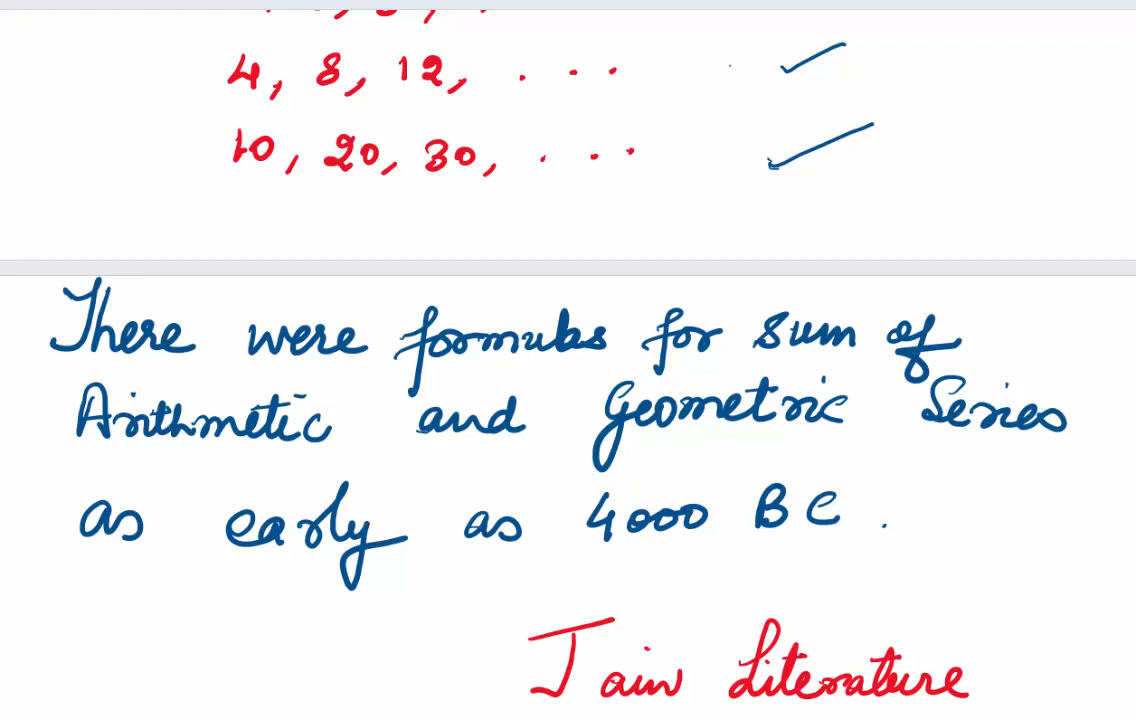 4, 8, 12, . . .
10, 20, 30, . . .
There were formulas for sum of
Arithmetic and Geometric Series
as early as 4000 BC.
Jain Literature